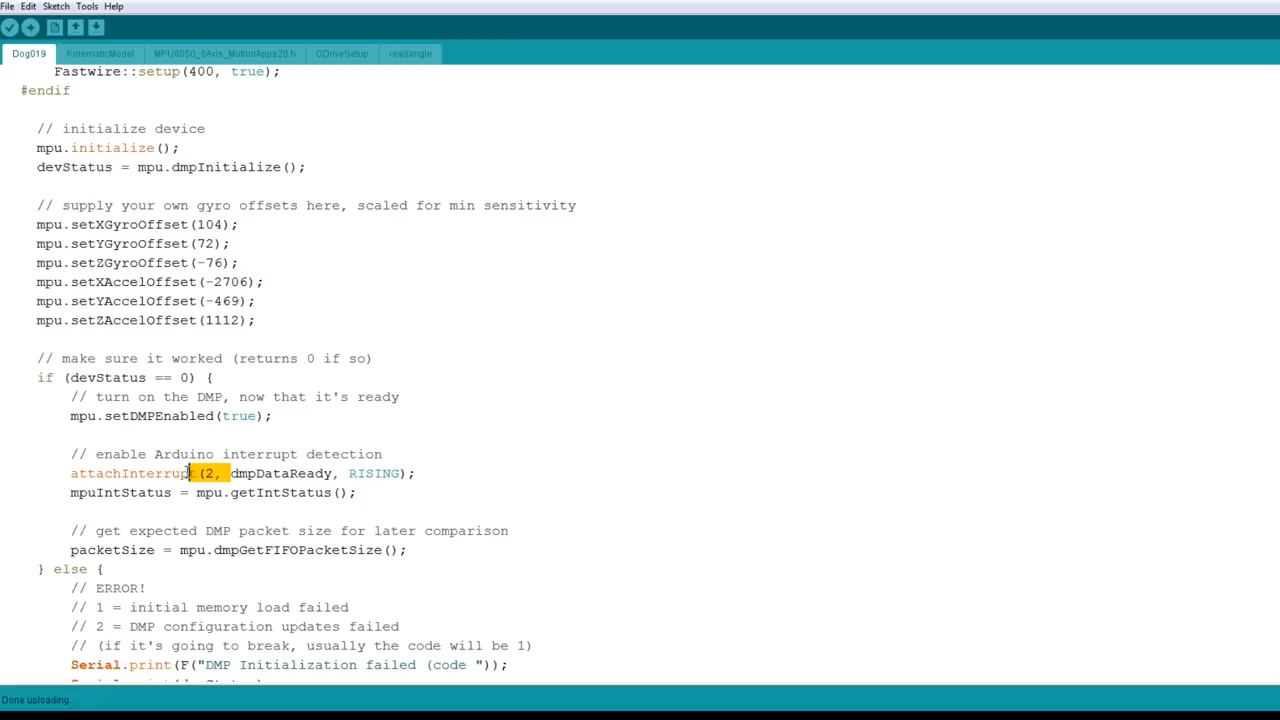 File Edit Sketch Tools Help
Dog019 KinematicModel MPU6050_6Axis_MotionApps20.h ODriveSetup readangle
Fastwire::setup(400, true);
#endif
// initialize device
mpu.initialize();
devStatus = mpu.dmpInitialize();
// supply your own gyro offsets here, scaled for min sensitivity
mpu.setXGyroOffset(104);
mpu.setYGyroOffset(72);
mpu.setZGyroOffset(-76);
mpu.setXAccelOffset(-2706);
mpu.setYAccelOffset(-469);
mpu.setZAccelOffset(1112);
// make sure it worked (returns 0 if so)
if (devStatus == 0) {
// turn on the DMP, now that it's ready
mpu.setDMPEnabled(true);
// enable Arduino interrupt detection
attachInterrupt(2, dmpDataReady, RISING);
mpuIntStatus = mpu.getIntStatus();
// get expected DMP packet size for later comparison
packetSize = mpu.dmpGetFIFOPacketSize();
} else {
// ERROR!
// 1 = initial memory load failed
// 2 = DMP configuration updates failed
// (if it's going to break, usually the code will be 1)
Serial.print(F("DMP Initialization failed (code "));
Done uploading.